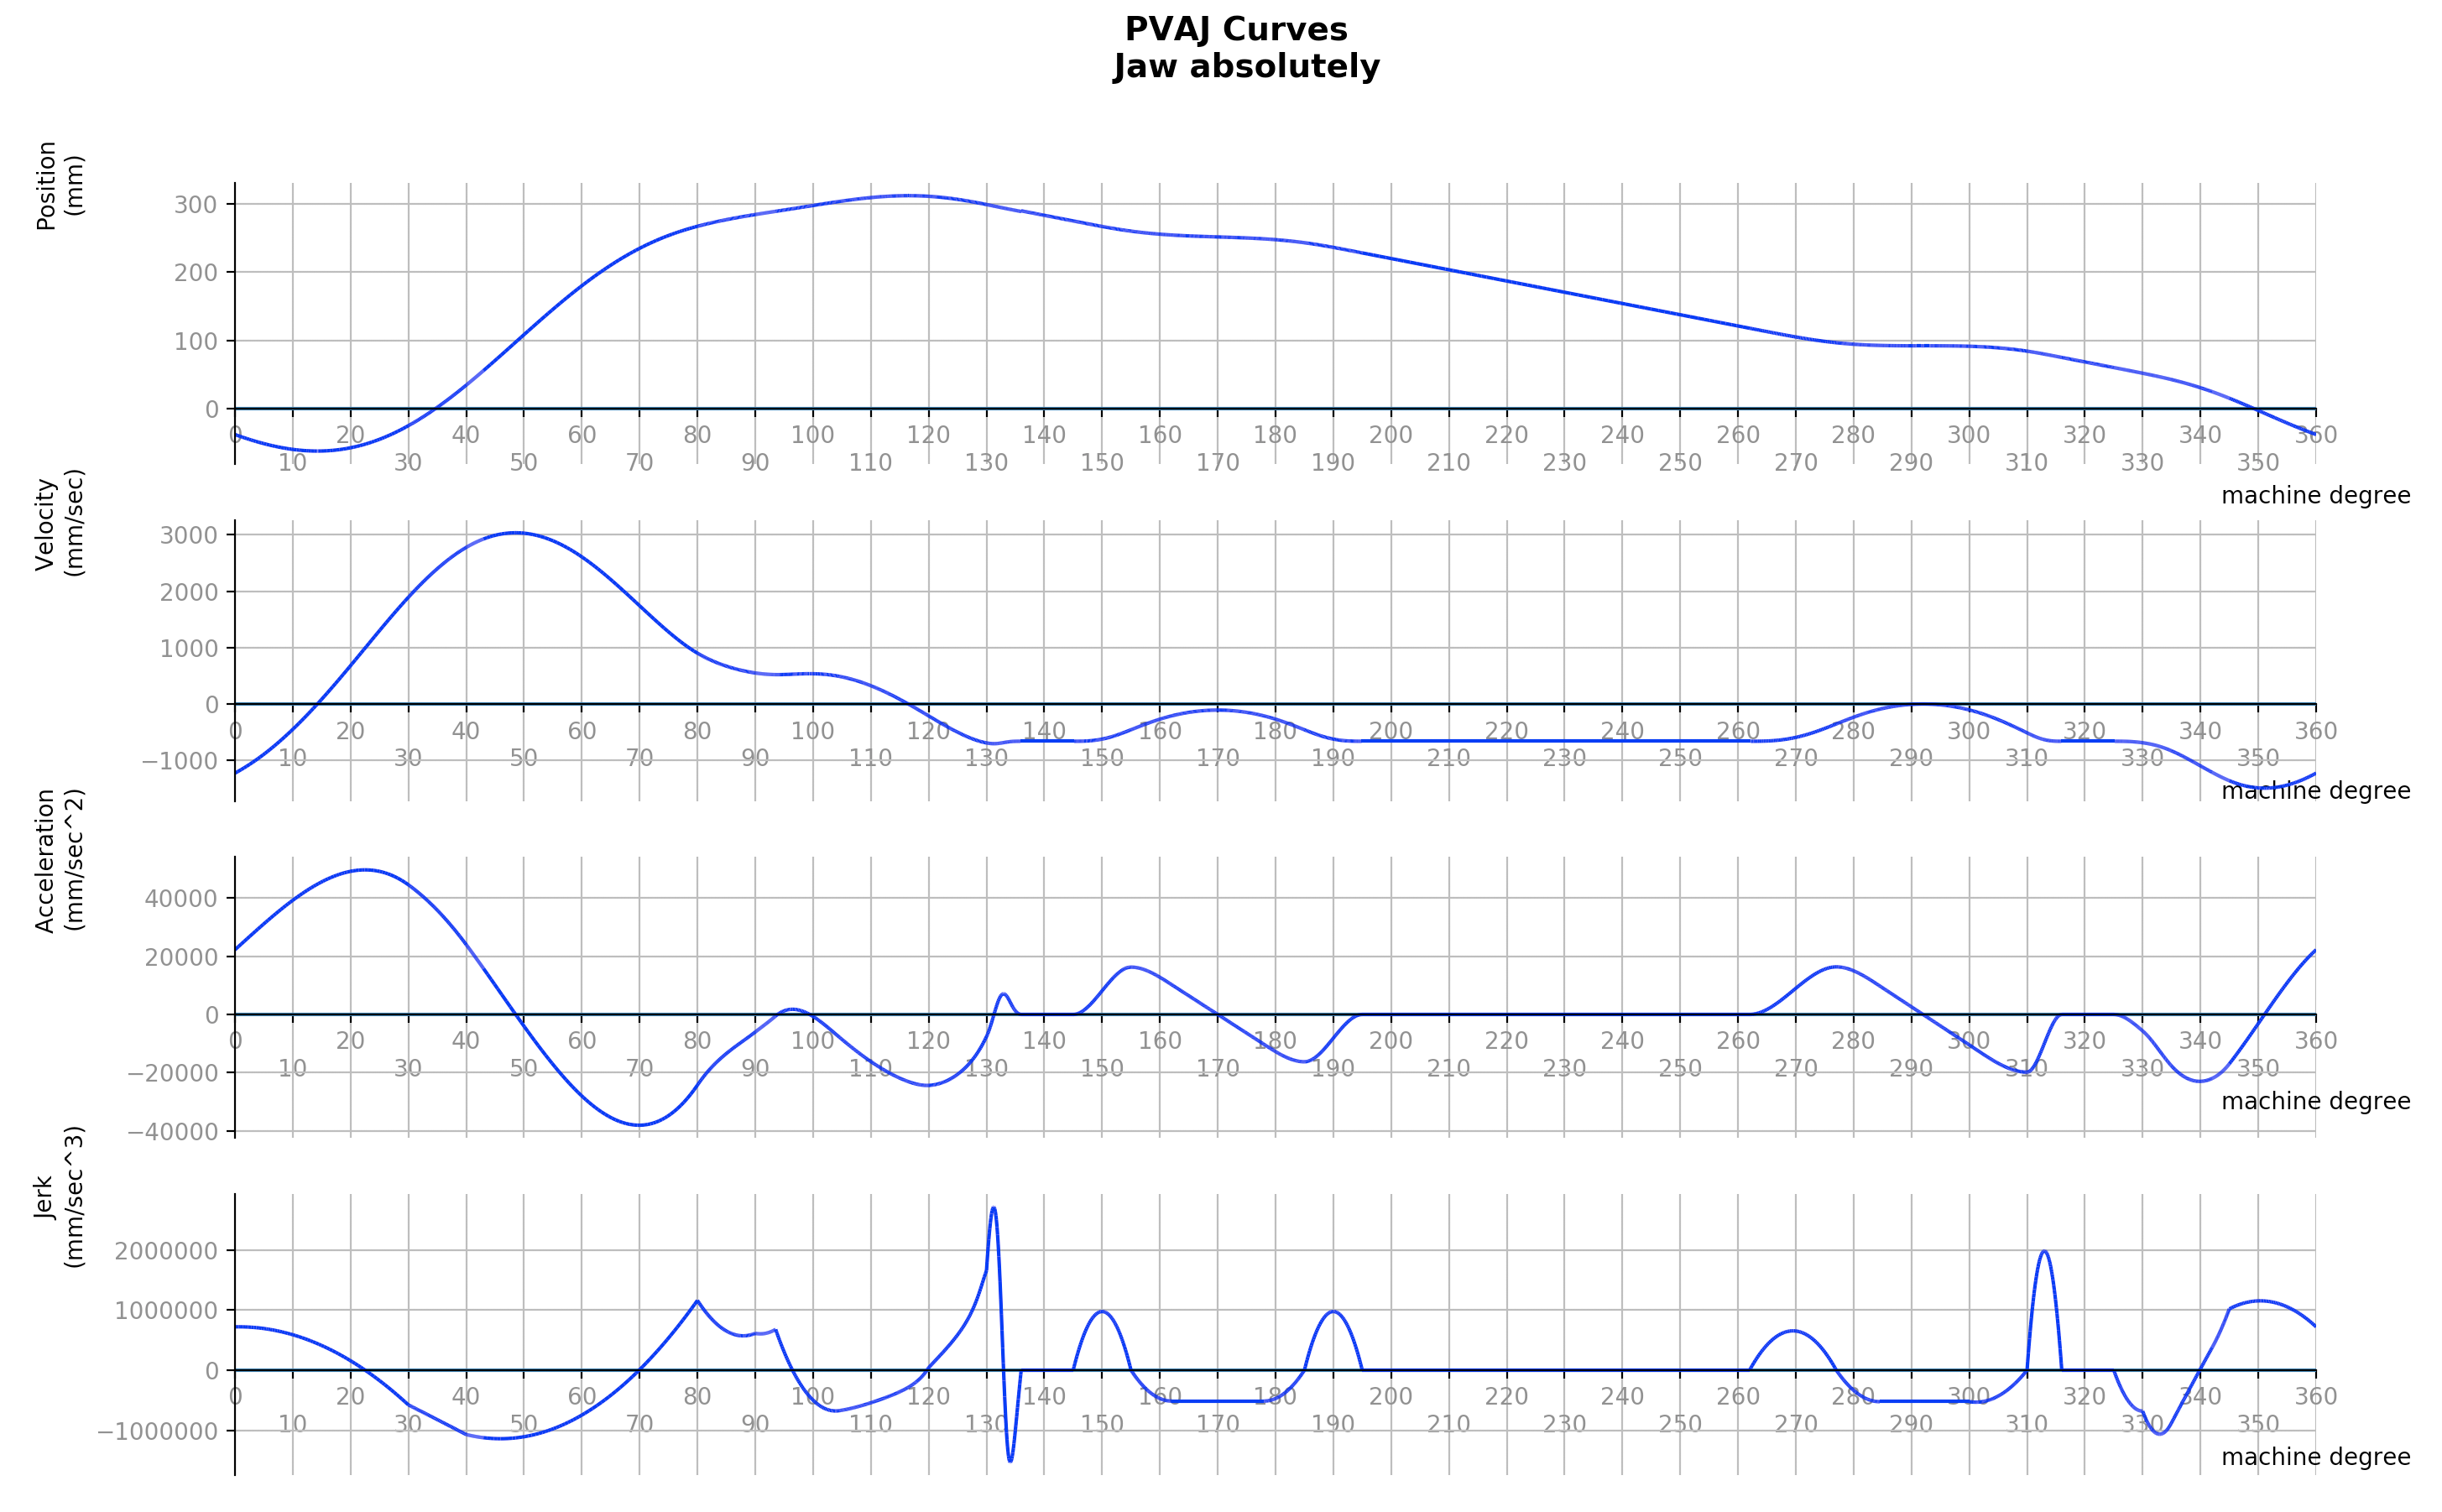 PVAJ Curves
Jaw absolutely
Position
(mm)
300
200
100
0
0 20 40 60 80 100 120 140 160 180 200 220 240 260 280 300 320 340 360
10 30 50 70 90 110 130 150 170 190 210 230 250 270 290 310 330 350
machine degree
Velocity
(mm/sec)
3000
2000
1000
0
−1000
0 20 40 60 80 100 120 140 160 180 200 220 240 260 280 300 320 340 360
10 30 50 70 90 110 130 150 170 190 210 230 250 270 290 310 330 350
machine degree
Acceleration
(mm/sec^2)
40000
20000
0
−20000
−40000
0 20 40 60 80 100 120 140 160 180 200 220 240 260 280 300 320 340 360
10 30 50 70 90 110 130 150 170 190 210 230 250 270 290 310 330 350
machine degree
Jerk
(mm/sec^3)
2000000
1000000
0
−1000000
0 20 40 60 80 100 120 140 160 180 200 220 240 260 280 300 320 340 360
10 30 50 70 90 110 130 150 170 190 210 230 250 270 290 310 330 350
machine degree